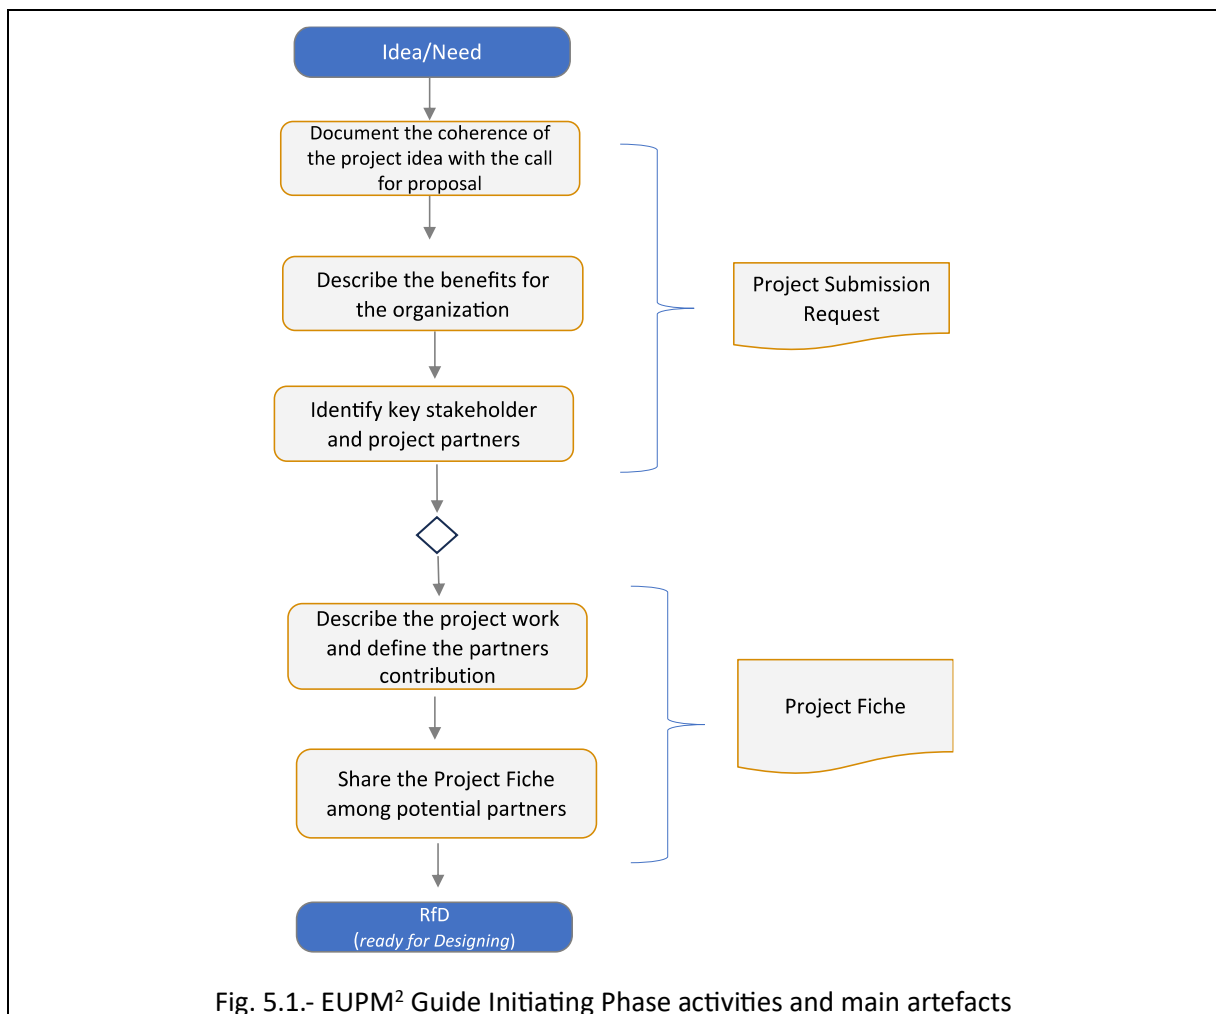 Idea/Need
Document the coherence of
the project idea with the call
for proposal
Describe the benefits for
the organization
Project Submission
Request
Identify key stakeholder
and project partners
Describe the project work
and define the partners
contribution
Project Fiche
Share the Project Fiche
among potential partners
RfD
(ready for Designing)
Fig. 5.1.- EUPM² Guide Initiating Phase activities and main artefacts